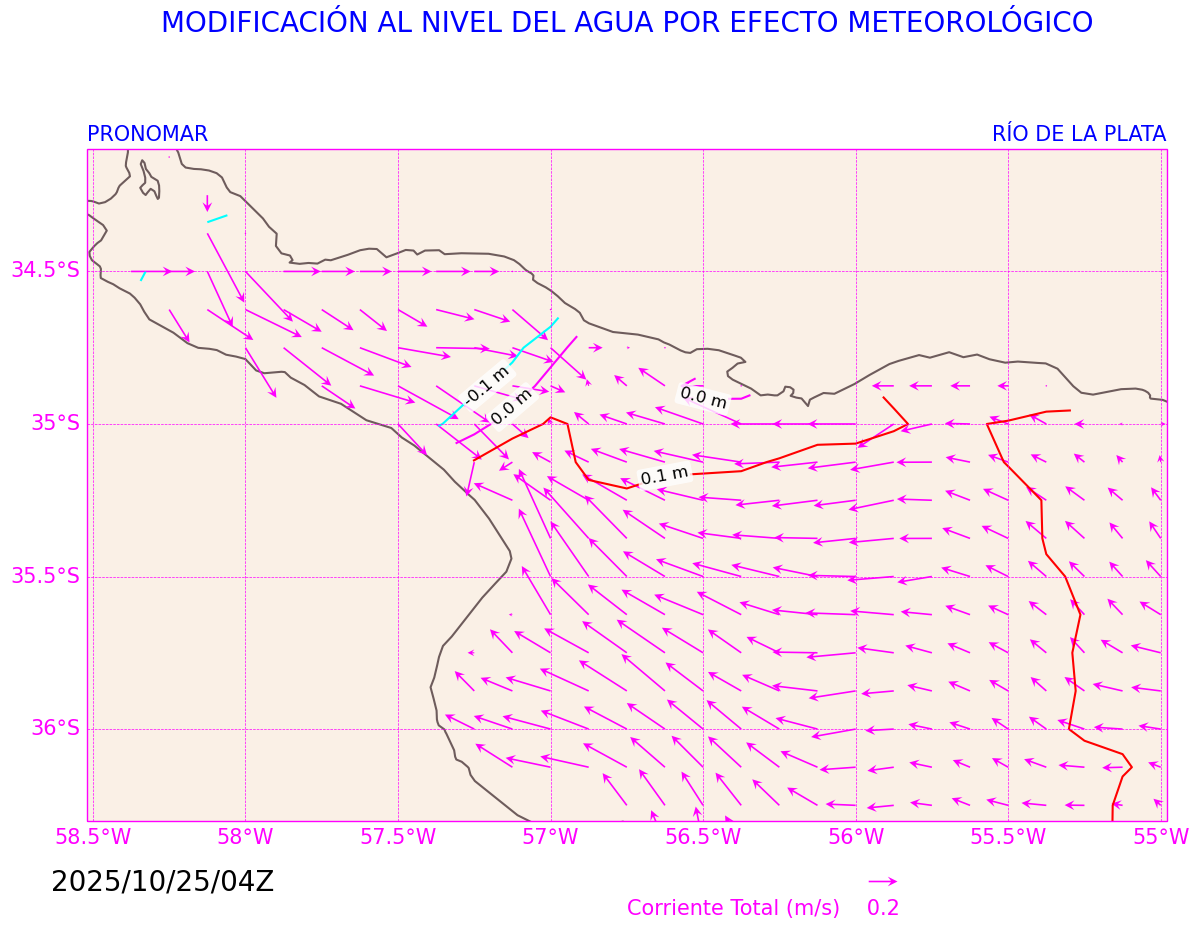 MODIFICACIÓN AL NIVEL DEL AGUA POR EFECTO METEOROLÓGICO
PRONOMAR RÍO DE LA PLATA
34.5°S
-0.1 m
0.0 m
0.0 m
35°S
0.1 m
35.5°S
36°S
58.5°W 58°W 57.5°W 57°W 56.5°W 56°W 55.5°W 55°W
2025/10/25/04Z
Corriente Total (m/s) 0.2